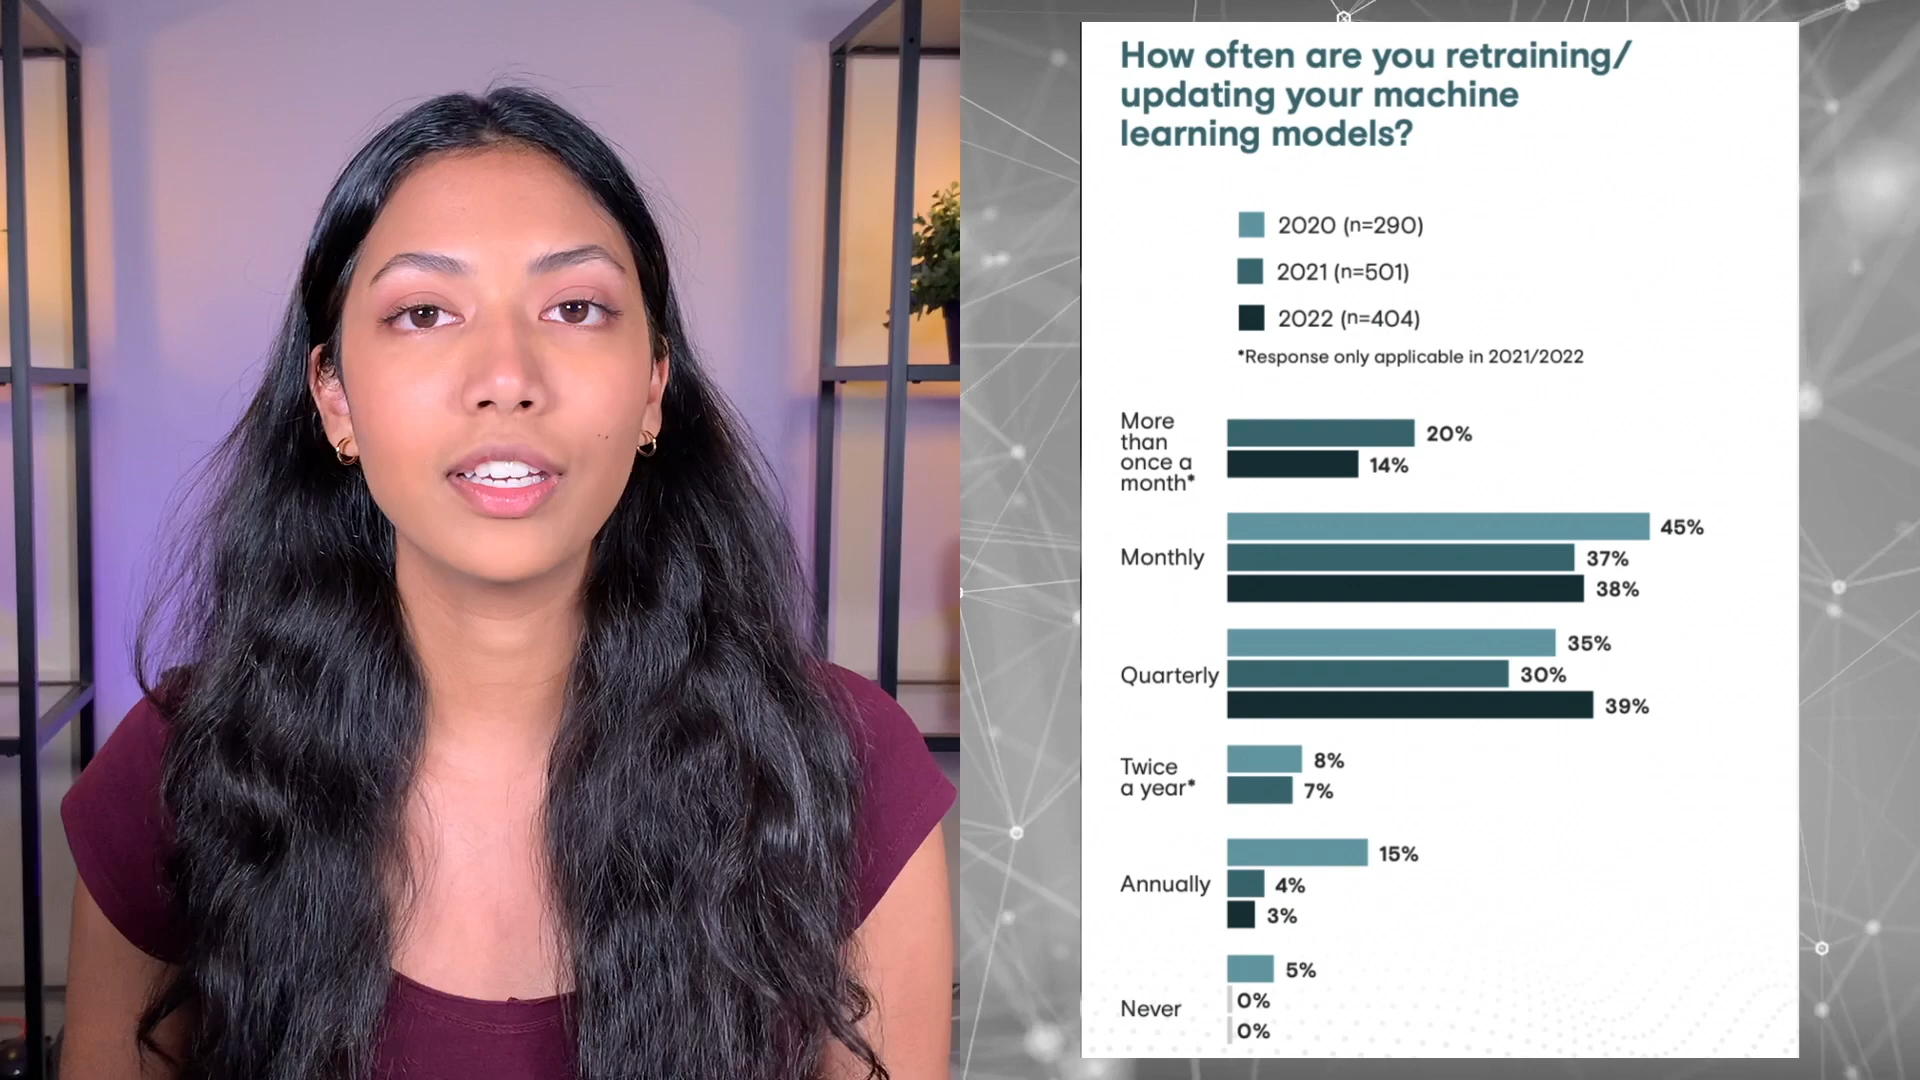 How often are you retraining/
updating your machine
learning models?
2020 (n=290)
2021 (n=501)
2022 (n=404)
*Response only applicable in 2021/2022
More
than
once a
month*
20%
14%
Monthly
45%
37%
38%
Quarterly
35%
30%
39%
Twice
a year*
8%
7%
Annually
15%
4%
3%
Never
5%
0%
0%